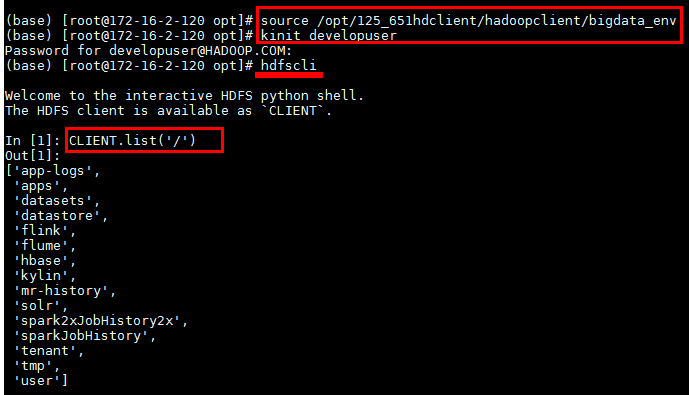 (base) [root@172-16-2-120 opt]# source /opt/125_651hdclient/hadoopclient/bigdata_env
(base) [root@172-16-2-120 opt]# kinit developuser
Password for developuser@HADOOP.COM:
(base) [root@172-16-2-120 opt]# hdfscli
Welcome to the interactive HDFS python shell.
The HDFS client is available as `CLIENT`.
In [1]: CLIENT.list('/')
Out[1]:
['app-logs',
 'apps',
 'datasets',
 'datastore',
 'flink',
 'flume',
 'hbase',
 'kylin',
 'mr-history',
 'solr',
 'spark2xJobHistory2x',
 'sparkJobHistory',
 'tenant',
 'tmp',
 'user']